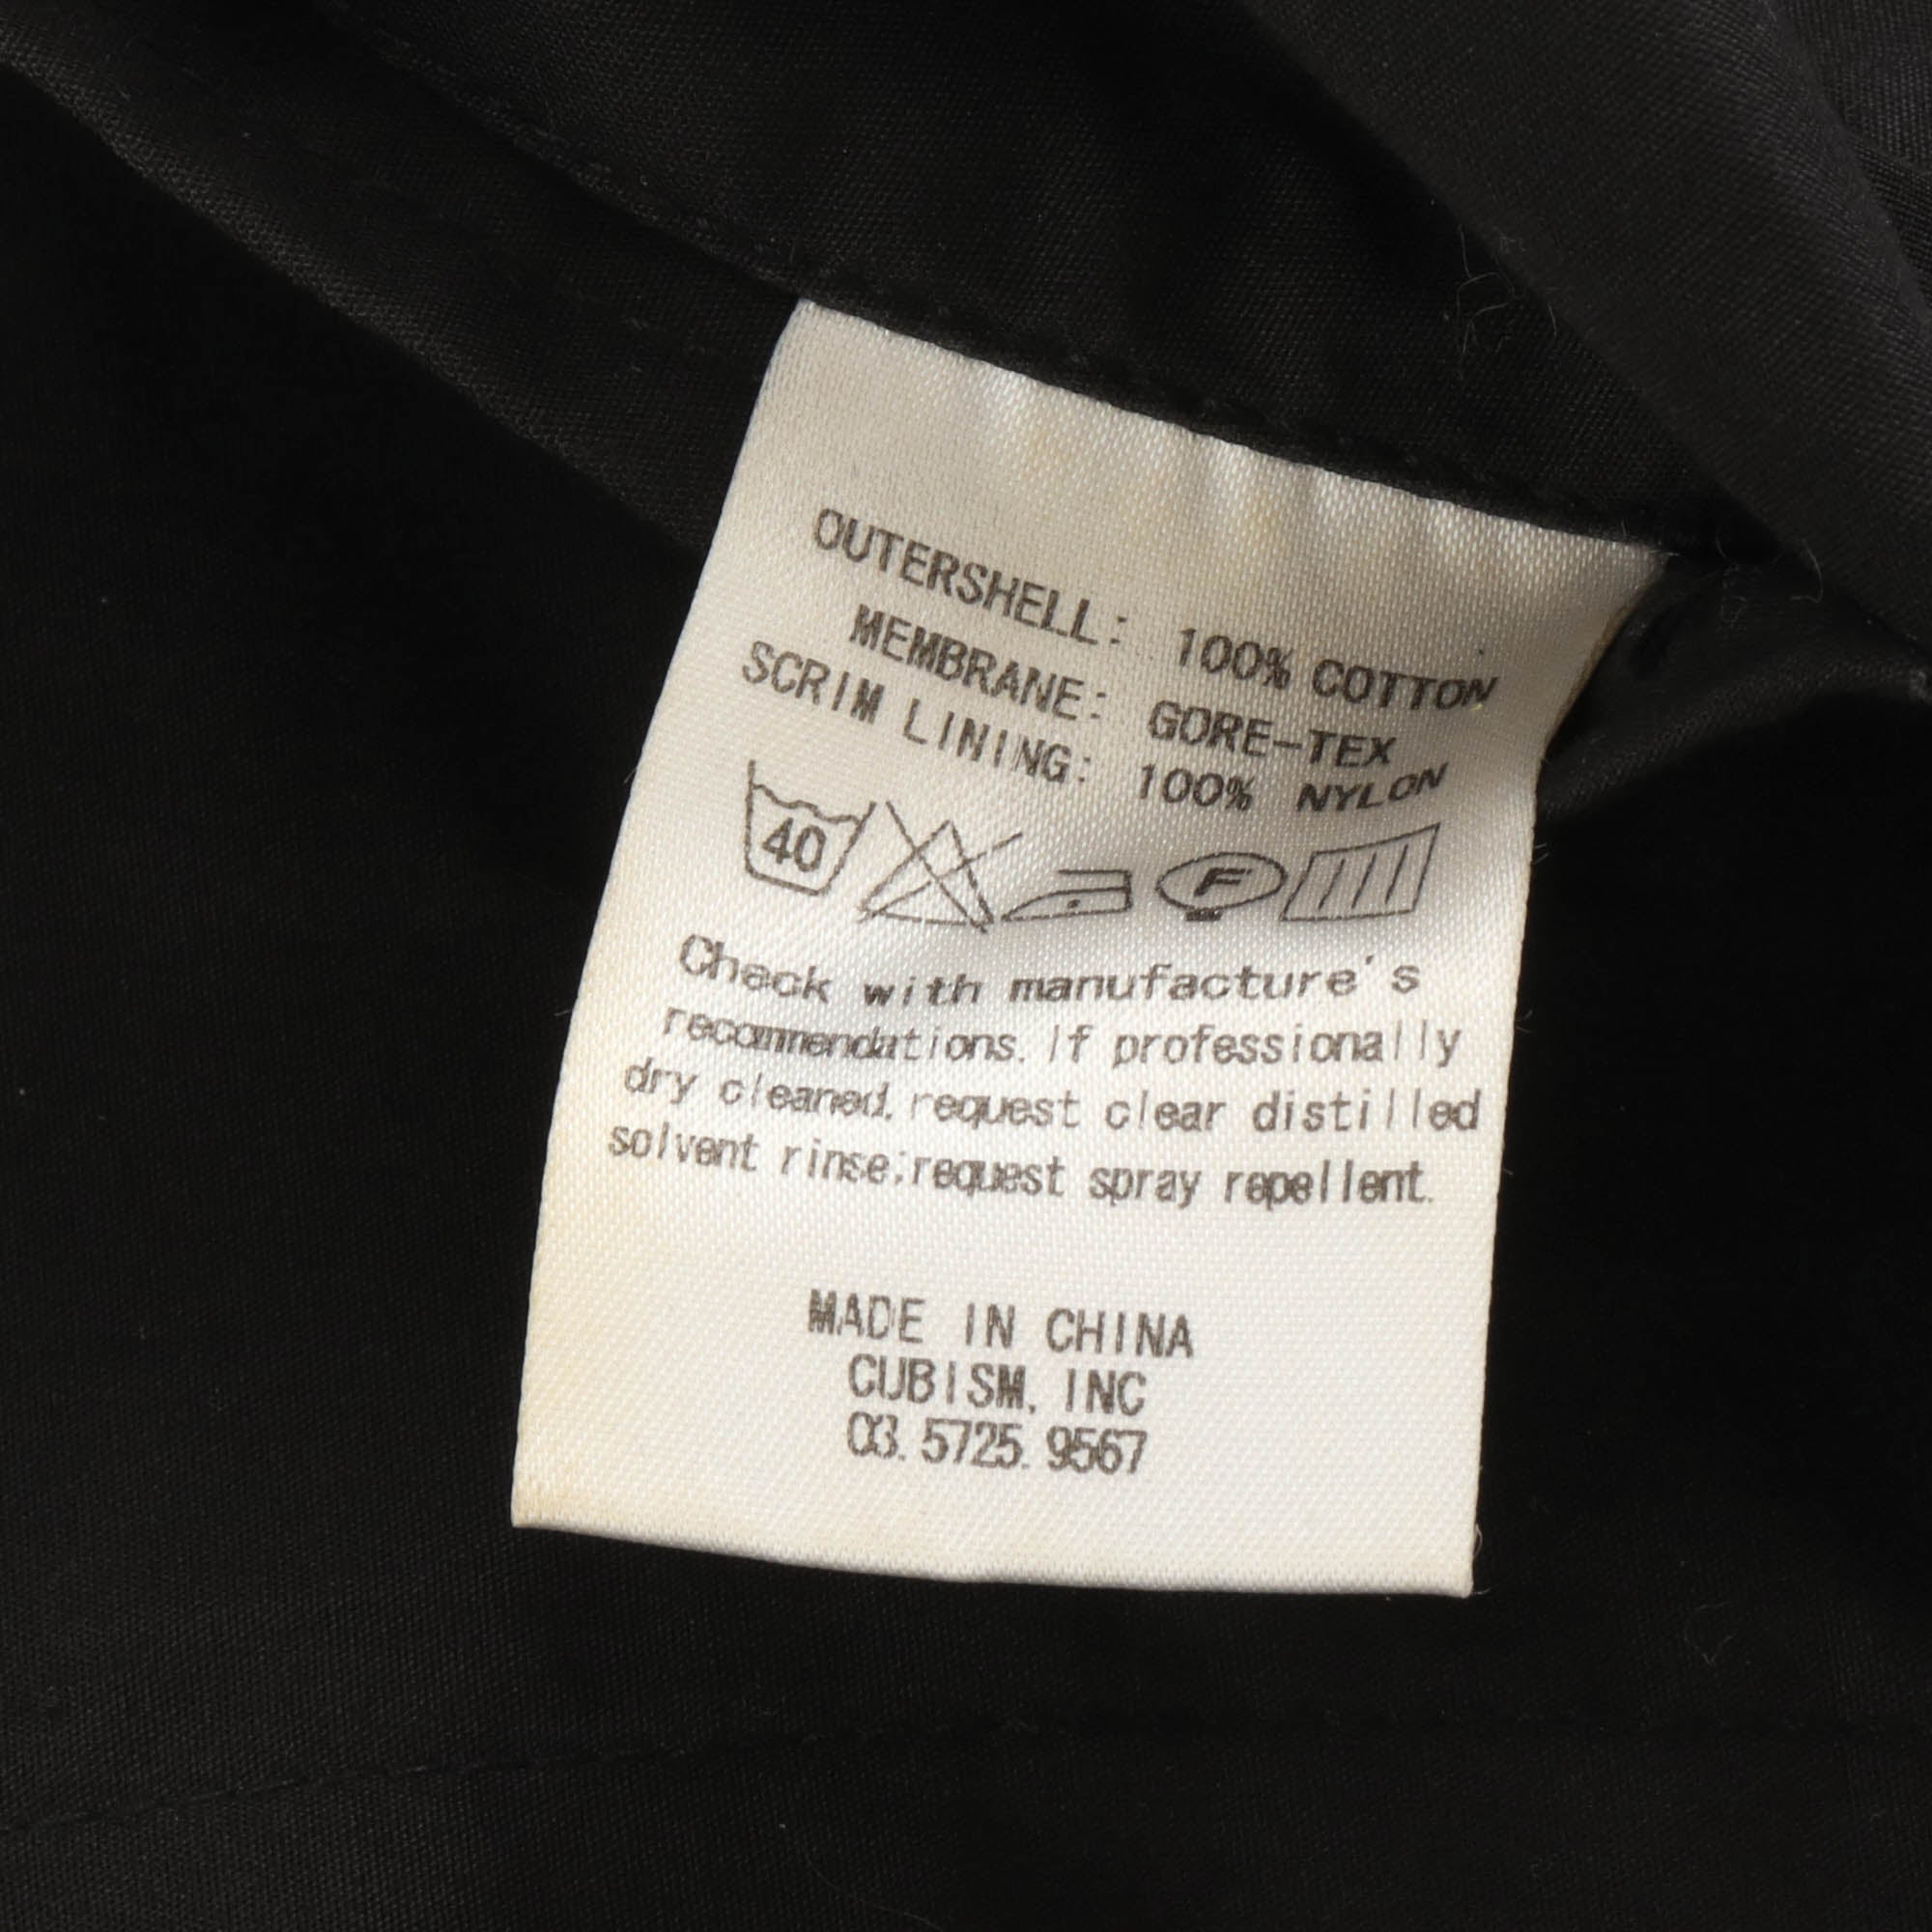 OUTERSHELL: 100% COTTON
MEMBRANE: GORE-TEX
SCRIM LINING: 100% NYLON
40 F
Check with manufacture's
recommendations. If professionally
dry cleaned, request clear distilled
solvent rinse;request spray repellent.
MADE IN CHINA
CUBISM, INC
03. 5725. 9567